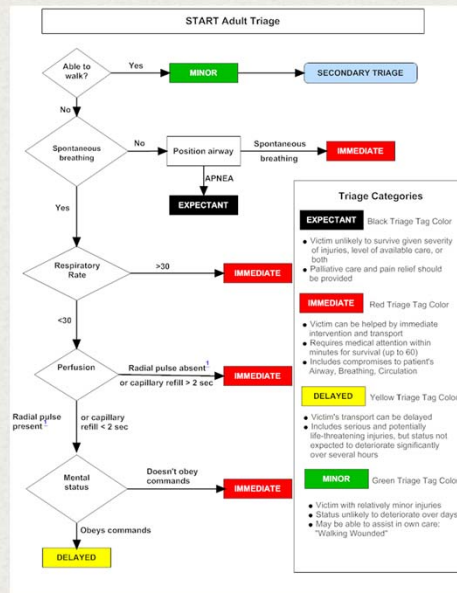 START Adult Triage
Able to
walk?
Yes
MINOR
SECONDARY TRIAGE
No
Spontaneous
breathing
No
Position airway
Spontaneous
breathing
IMMEDIATE
APNEA
EXPECTANT
Yes
Respiratory
Rate
>30
IMMEDIATE
<30
Perfusion
Radial pulse absent1
or capillary refill > 2 sec
IMMEDIATE
Radial pulse
present1
or capillary
refill < 2 sec
Mental
status
Doesn't obey
commands
IMMEDIATE
Obeys commands
DELAYED
Triage Categories
EXPECTANT Black Triage Tag Color
● Victim unlikely to survive given severity
of injuries, level of available care, or
both
● Palliative care and pain relief should
be provided
IMMEDIATE Red Triage Tag Color
● Victim can be helped by immediate
intervention and transport
● Requires medical attention within
minutes for survival (up to 60)
● Includes compromises to patient's
Airway, Breathing, Circulation
DELAYED Yellow Triage Tag Color
● Victim's transport can be delayed
● Includes serious and potentially
life-threatening injuries, but status not
expected to deteriorate significantly
over several hours
MINOR Green Triage Tag Color
● Victim with relatively minor injuries
● Status unlikely to deteriorate over days
● May be able to assist in own care:
"Walking Wounded"